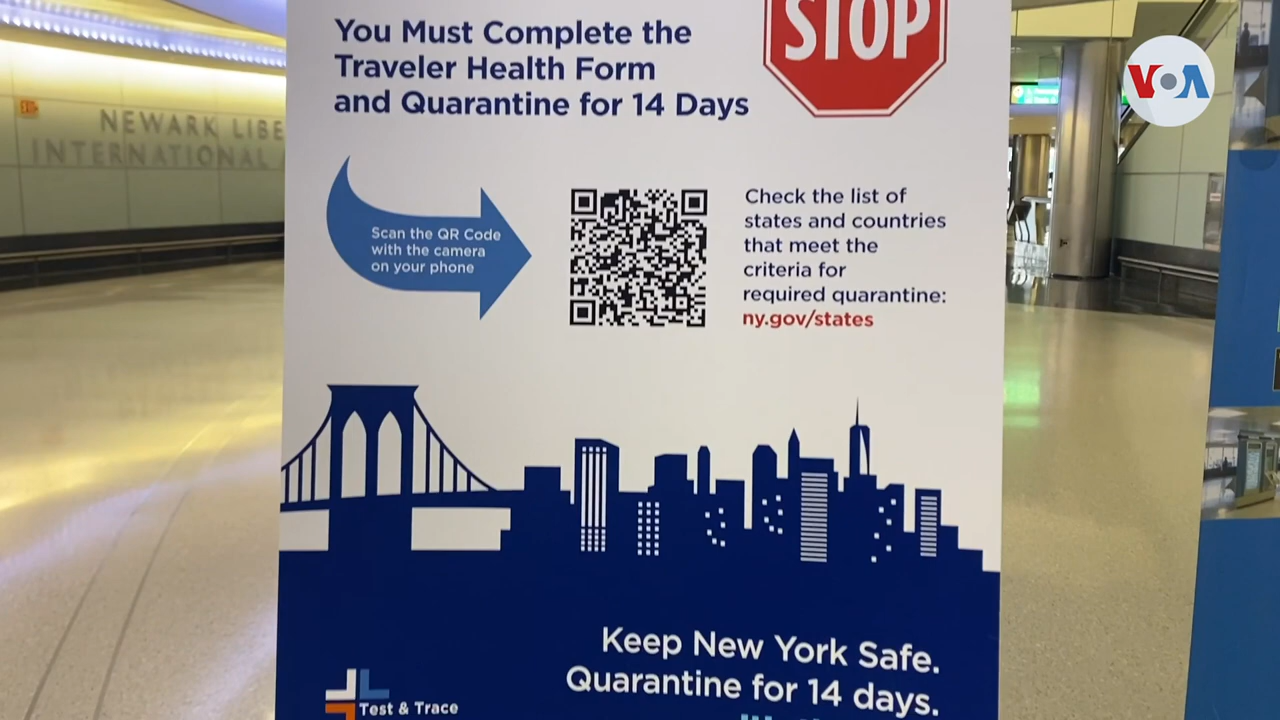 You Must Complete the
Traveler Health Form
and Quarantine for 14 Days
STOP
VOA
NEWARK LIBE
INTERNATIONAL
Scan the QR Code
with the camera
on your phone
Check the list of
states and countries
that meet the
criteria for
required quarantine:
ny.gov/states
Keep New York Safe.
Quarantine for 14 days.
Test & Trace